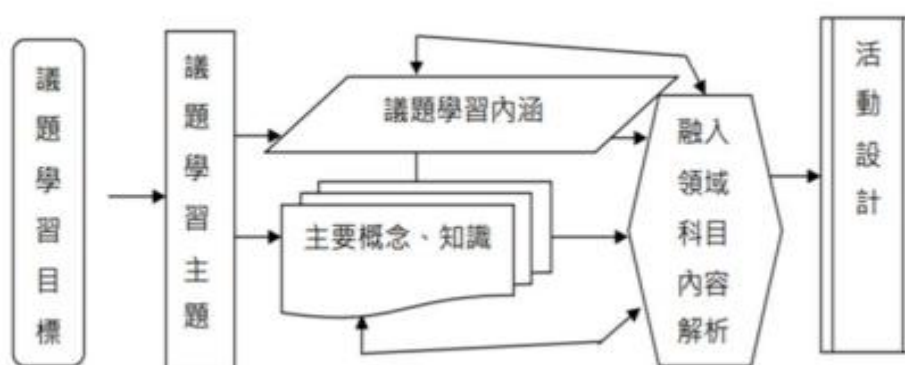 議題學習目標
議題學習主題
議題學習內涵
主要概念、知識
融入
領域
科目
內容
解析
活動設計